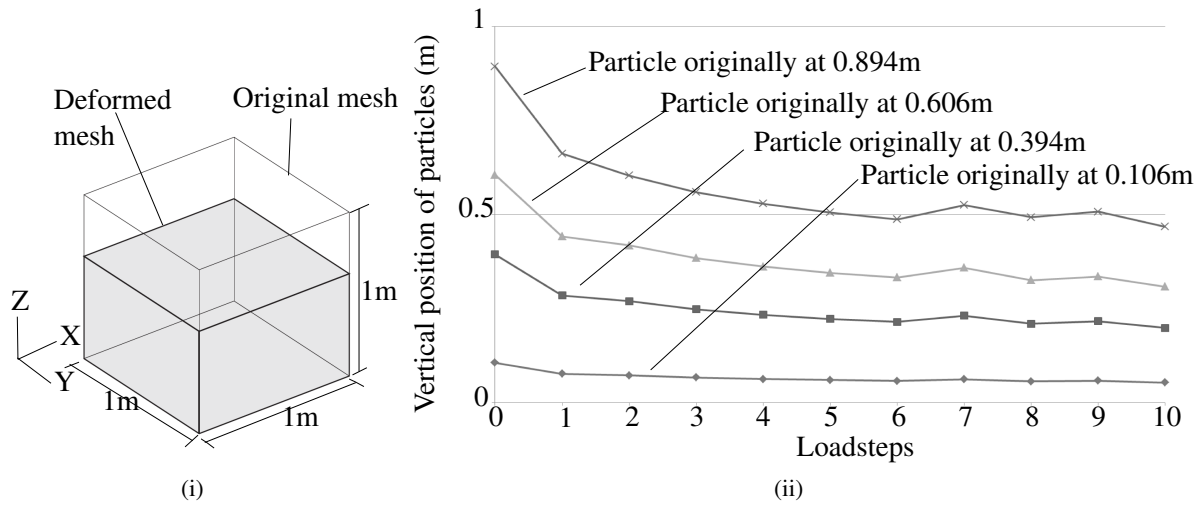 Deformed
mesh
Original mesh
Z
X
Y
1m
1m
1m
(i)
Vertical position of particles (m)
1
0.5
0
Particle originally at 0.894m
Particle originally at 0.606m
Particle originally at 0.394m
Particle originally at 0.106m
0 1 2 3 4 5 6 7 8 9 10
Loadsteps
(ii)